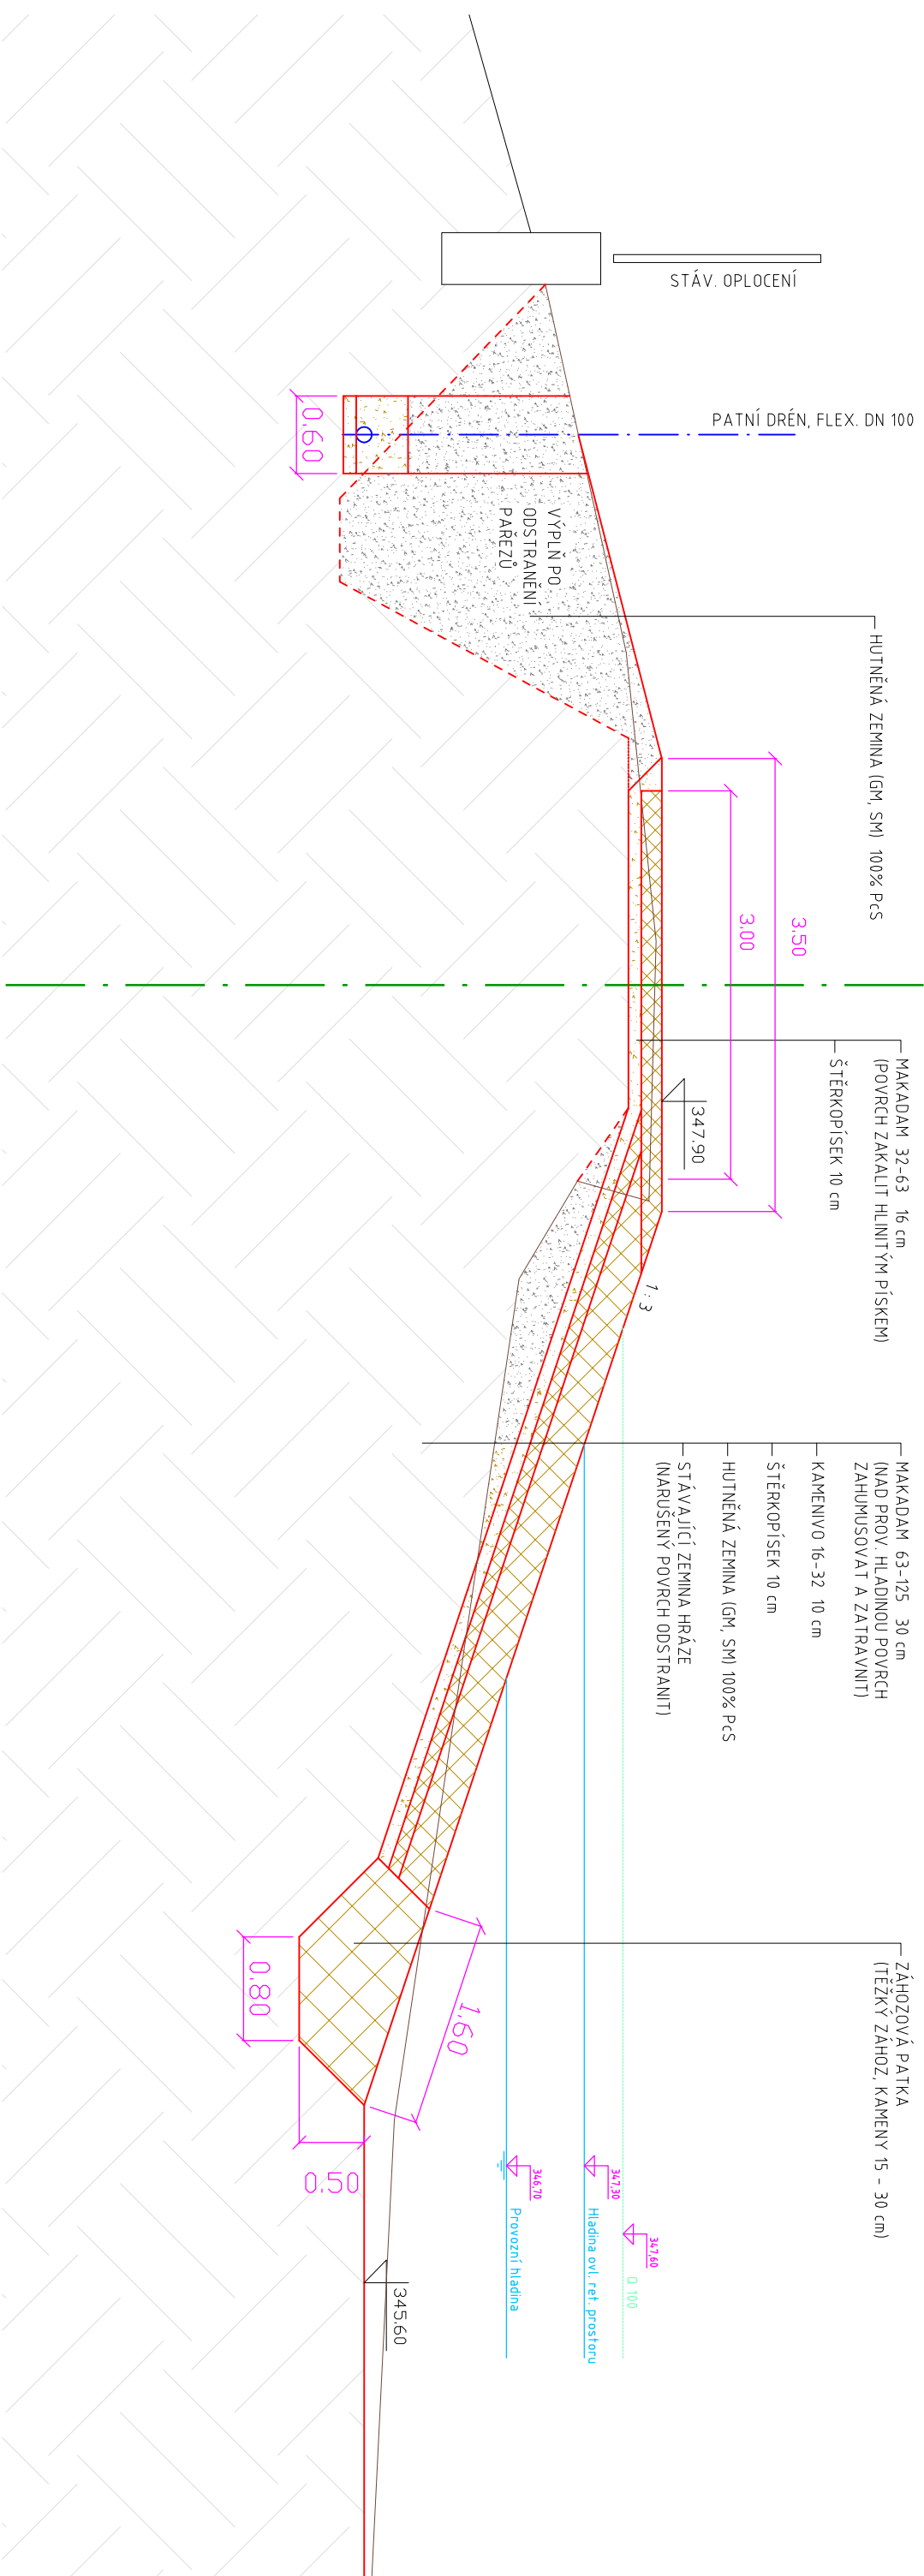 STÁV. OPLOCENÍ
PATNÍ DRÉN, FLEX. DN 100
0.60
VÝPLŇ PO
ODSTRANĚNÍ
PAŘEZŮ
HUTNĚNÁ ZEMINA (GM, SM) 100% PcS
3.50
3.00
MAKADAM 32-63 16 cm
(POVRCH ZAKALIT HLINITÝM PÍSKEM)
ŠTĚRKOPÍSEK 10 cm
347.90
1 : 3
MAKADAM 63-125 30 cm
(NAD PROV. HLADINOU POVRCH
ZAHUMUSOVAT A ZATRAVNIT)
KAMENIVO 16-32 10 cm
ŠTĚRKOPÍSEK 10 cm
HUTNĚNÁ ZEMINA (GM, SM) 100% PcS
STÁVAJÍCÍ ZEMINA HRÁZE
(NARUŠENÝ POVRCH ODSTRANIT)
ZÁHOZOVÁ PATKA
(TĚŽKÝ ZÁHOZ, KAMENY 15 - 30 cm)
0.80
1.60
0.50
347.60
Q 100
347.30
Hladina ovl. ret. prostoru
346.70
Provozní hladina
345.60